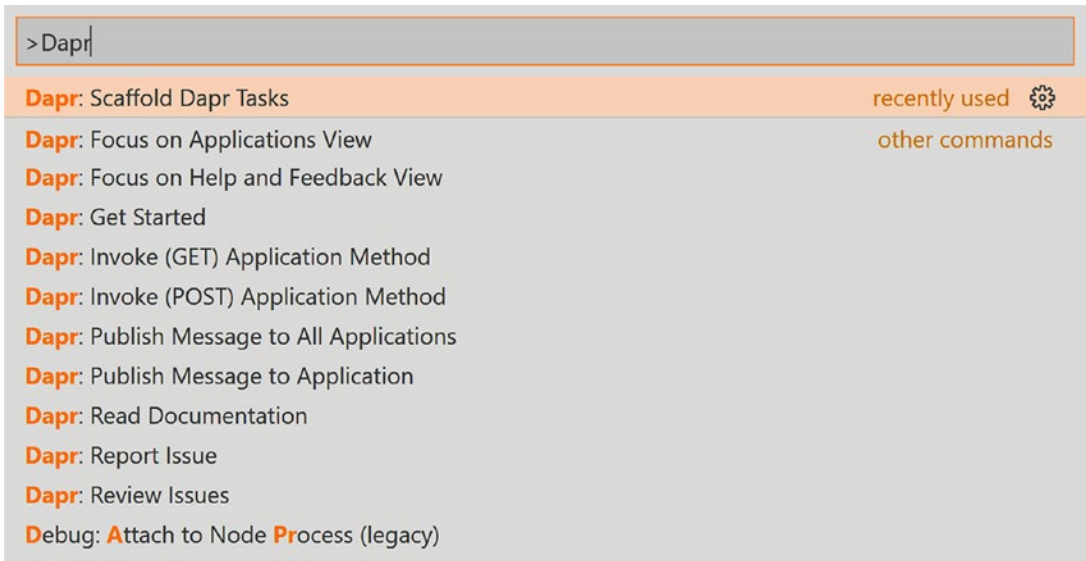 >Dapr
Dapr: Scaffold Dapr Tasks recently used
Dapr: Focus on Applications View other commands
Dapr: Focus on Help and Feedback View
Dapr: Get Started
Dapr: Invoke (GET) Application Method
Dapr: Invoke (POST) Application Method
Dapr: Publish Message to All Applications
Dapr: Publish Message to Application
Dapr: Read Documentation
Dapr: Report Issue
Dapr: Review Issues
Debug: Attach to Node Process (legacy)